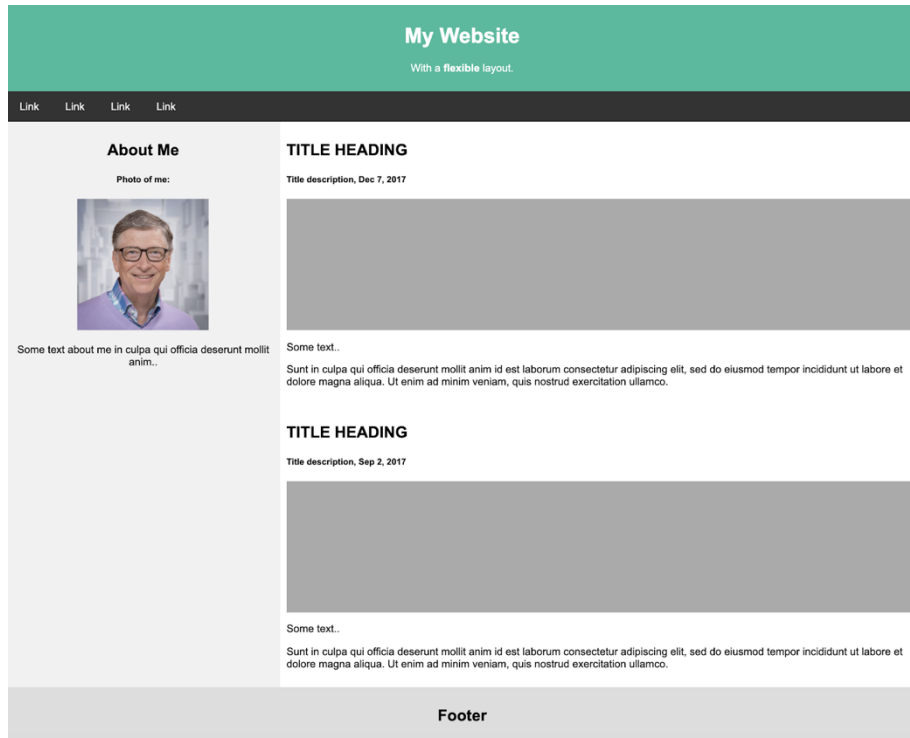 My Website
With a flexible layout.
Link Link Link Link
About Me
Photo of me:
Some text about me in culpa qui officia deserunt mollit
anim..
TITLE HEADING
Title description, Dec 7, 2017
Some text..
Sunt in culpa qui officia deserunt mollit anim id est laborum consectetur adipiscing elit, sed do eiusmod tempor incididunt ut labore et
dolore magna aliqua. Ut enim ad minim veniam, quis nostrud exercitation ullamco.
TITLE HEADING
Title description, Sep 2, 2017
Some text..
Sunt in culpa qui officia deserunt mollit anim id est laborum consectetur adipiscing elit, sed do eiusmod tempor incididunt ut labore et
dolore magna aliqua. Ut enim ad minim veniam, quis nostrud exercitation ullamco.
Footer